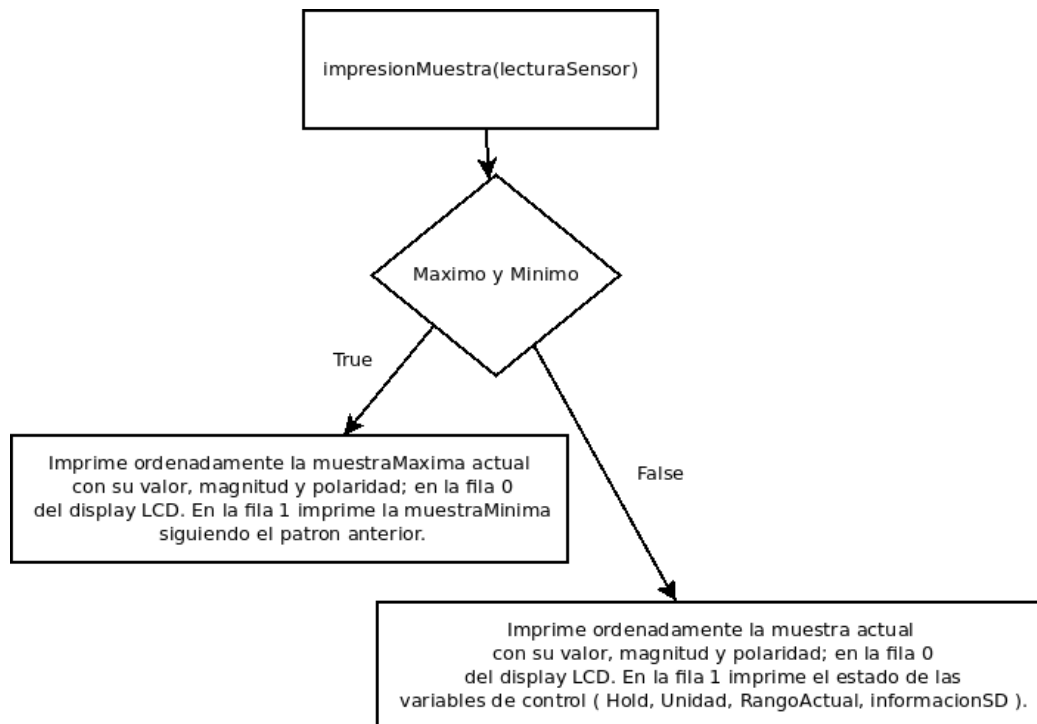 impresionMuestra(lecturaSensor)
Maximo y Minimo
True
Imprime ordenadamente la muestraMaxima actual
con su valor, magnitud y polaridad; en la fila 0
del display LCD. En la fila 1 imprime la muestraMinima
siguiendo el patron anterior.
False
Imprime ordenadamente la muestra actual
con su valor, magnitud y polaridad; en la fila 0
del display LCD. En la fila 1 imprime el estado de las
variables de control ( Hold, Unidad, RangoActual, informacionSD ).